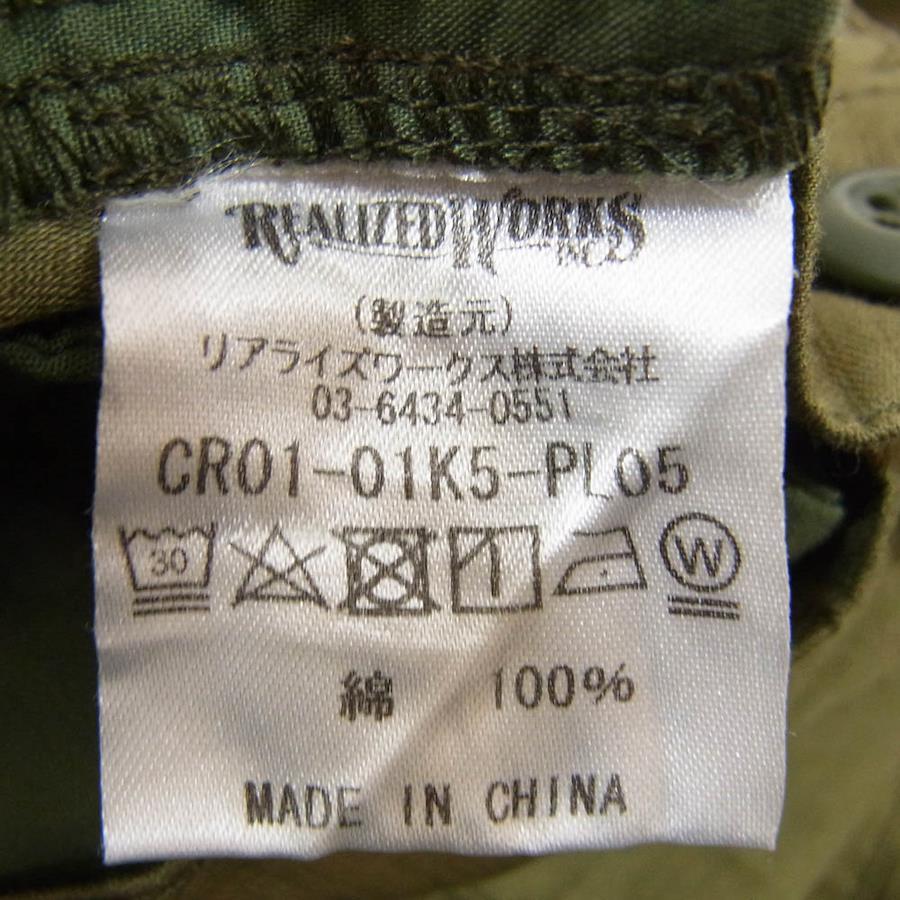 REALIZED WORKS
INC
(製造元)
リアライズワークス株式会社
03-6434-0551
CR01-01K5-PL05
30 W
綿 100%
MADE IN CHINA